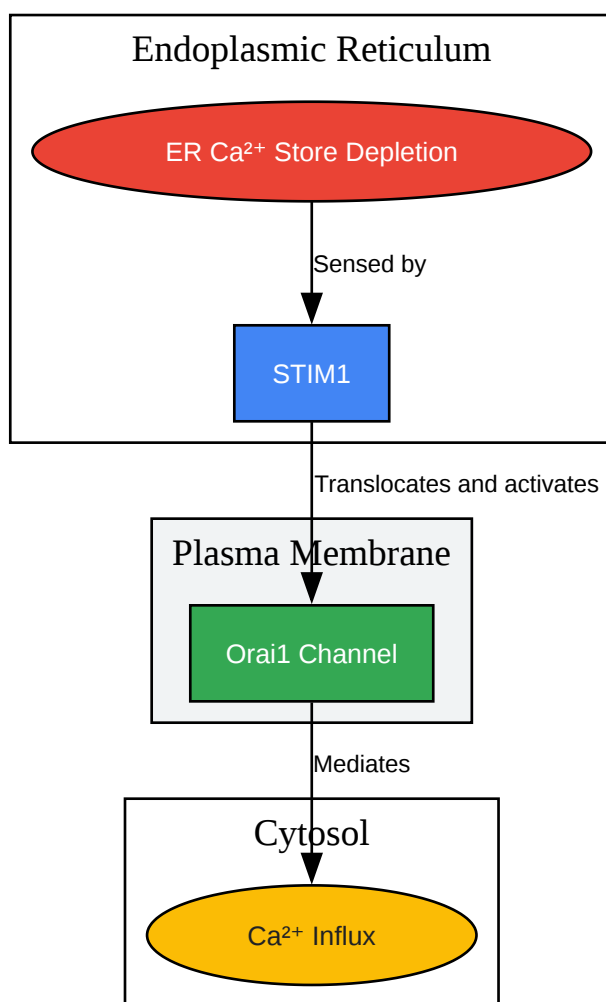 Endoplasmic Reticulum
ER Ca²⁺ Store Depletion
Sensed by
STIM1
Translocates and activates
Plasma Membrane
Orai1 Channel
Mediates
Cytosol
Ca²⁺ Influx